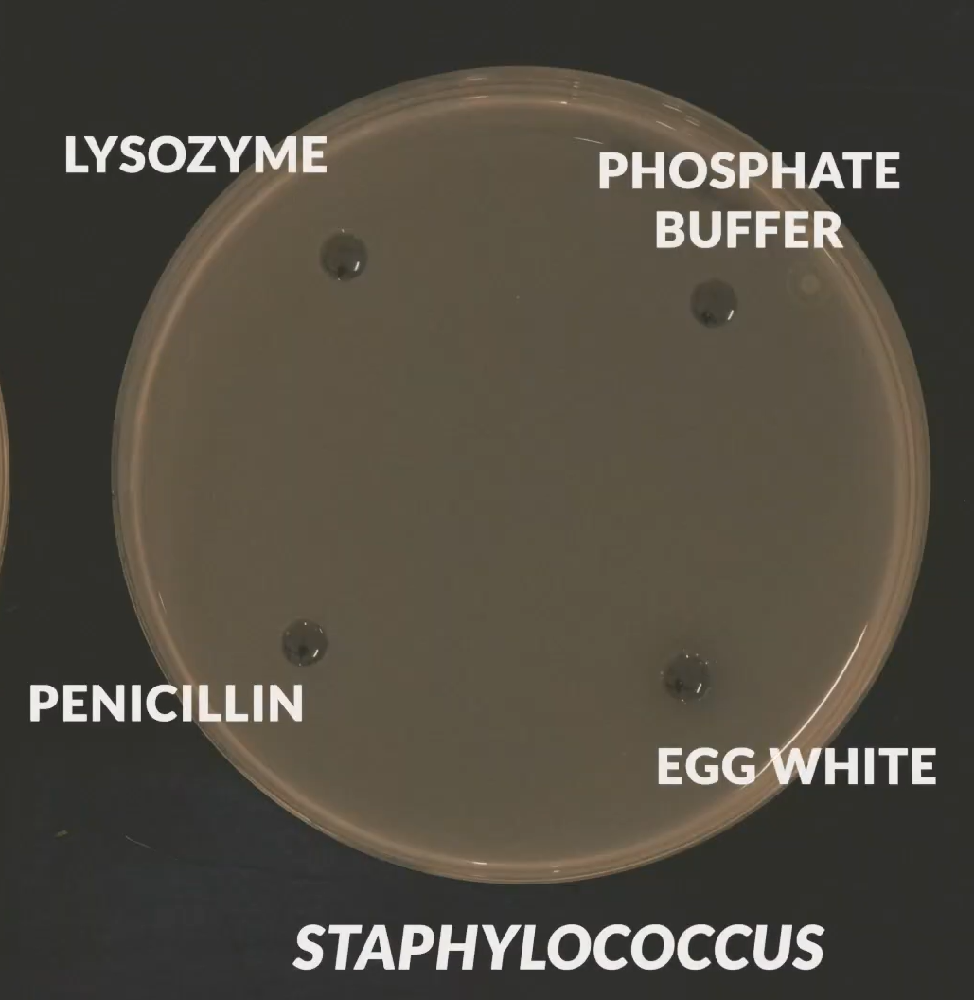 LYSOZYME
PHOSPHATE
BUFFER
PENICILLIN
EGG WHITE
STAPHYLOCOCCUS